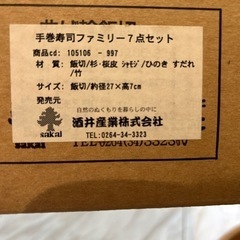 手巻寿司ファミリー７点セット
商品cd: 105106 -997
材 質: 飯切/杉・桜皮 ｼｬﾓｼﾞ/ひのき すだれ
/竹
サイズ: 飯切/約径27×高7cm
発売元
自然のぬくもりを暮らしの中に
酒井産業株式会社
sakai
TEL: 0264-34-3323
sakai